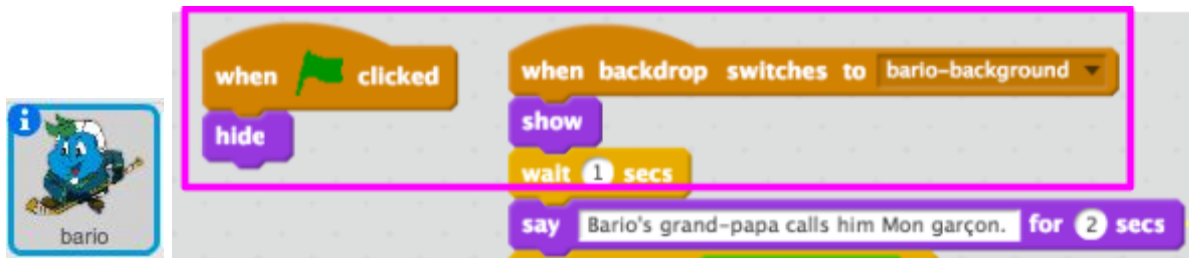 when clicked
hide
when backdrop switches to bario-background
show
wait 1 secs
say Bario's grand-papa calls him Mon garçon. for 2 secs
i
bario